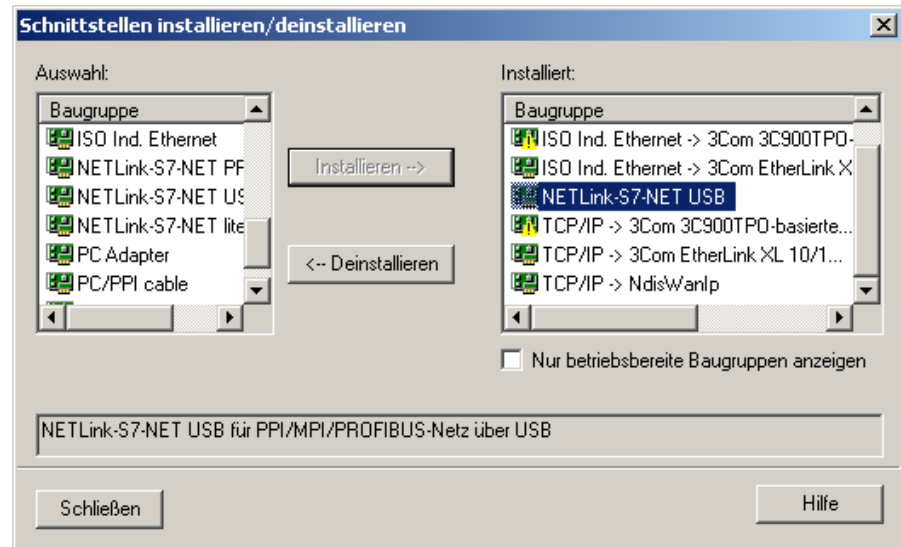 Schnittstellen installieren/deinstallieren
Auswahl:
Baugruppe
ISO Ind. Ethernet
NETLink-S7-NET PF
NETLink-S7-NET US
NETLink-S7-NET lite
PC Adapter
PC/PPI cable
Installieren -->
<-- Deinstallieren
Installiert:
Baugruppe
ISO Ind. Ethernet -> 3Com 3C900TPO-
ISO Ind. Ethernet -> 3Com EtherLink X
NETLink-S7-NET USB
TCP/IP -> 3Com 3C900TPO-basierte...
TCP/IP -> 3Com EtherLink XL 10/1...
TCP/IP -> NdisWanIp
Nur betriebsbereite Baugruppen anzeigen
NETLink-S7-NET USB für PPI/MPI/PROFIBUS-Netz über USB
Schließen
Hilfe